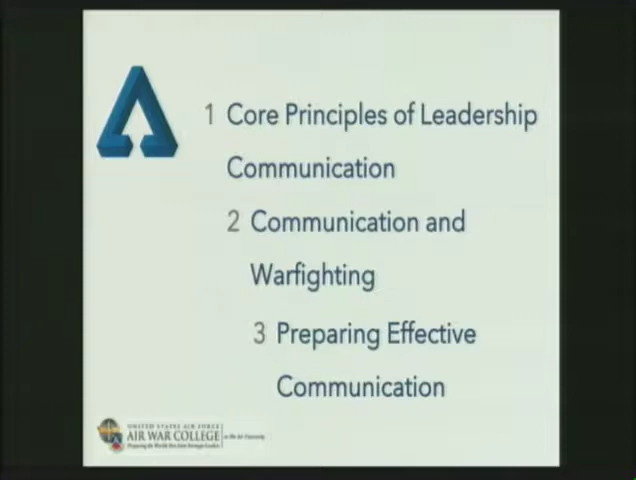 1 Core Principles of Leadership
Communication
2 Communication and
Warfighting
3 Preparing Effective
Communication
UNITED STATES AIR FORCE
AIR WAR COLLEGE